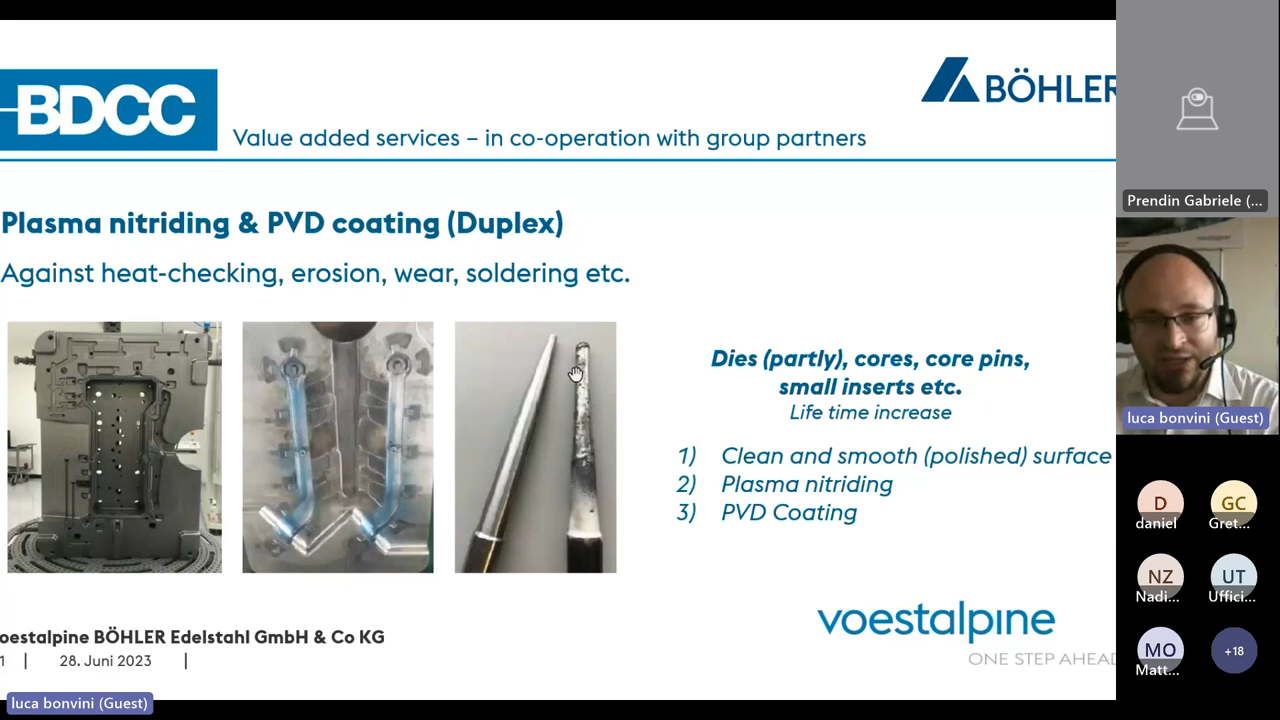 BDCC
BÖHLER
Value added services – in co-operation with group partners
Plasma nitriding & PVD coating (Duplex)
Against heat-checking, erosion, wear, soldering etc.
Dies (partly), cores, core pins,
small inserts etc.
Life time increase
1) Clean and smooth (polished) surface
2) Plasma nitriding
3) PVD Coating
voestalpine
ONE STEP AHEAD
oestalpine BÖHLER Edelstahl GmbH & Co KG
1 | 28. Juni 2023 |
luca bonvini (Guest)
Prendin Gabriele (...
luca bonvini (Guest)
D
daniel
GC
Gret...
NZ
Nadi...
UT
Uffici...
MO
Matt...
+18